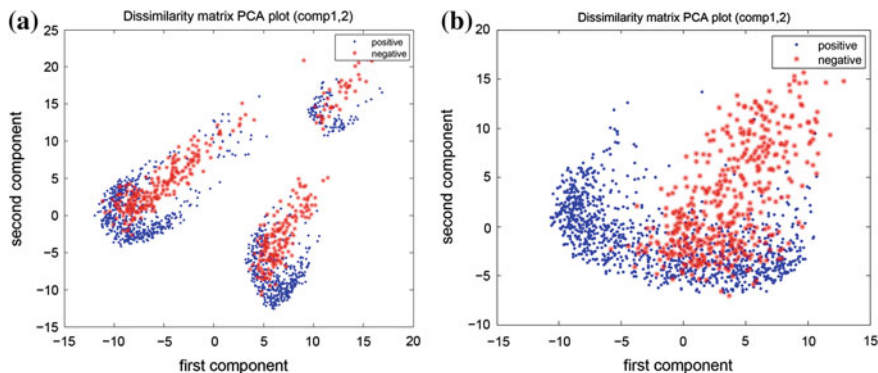 (a)
Dissimilarity matrix PCA plot (comp1,2)
positive
negative
second component
25
20
15
10
5
0
−5
−10
−15
−15 −10 −5 0 5 10 15 20
first component
(b)
Dissimilarity matrix PCA plot (comp1,2)
positive
negative
second component
20
15
10
5
0
−5
−10
−15 −10 −5 0 5 10 15
first component